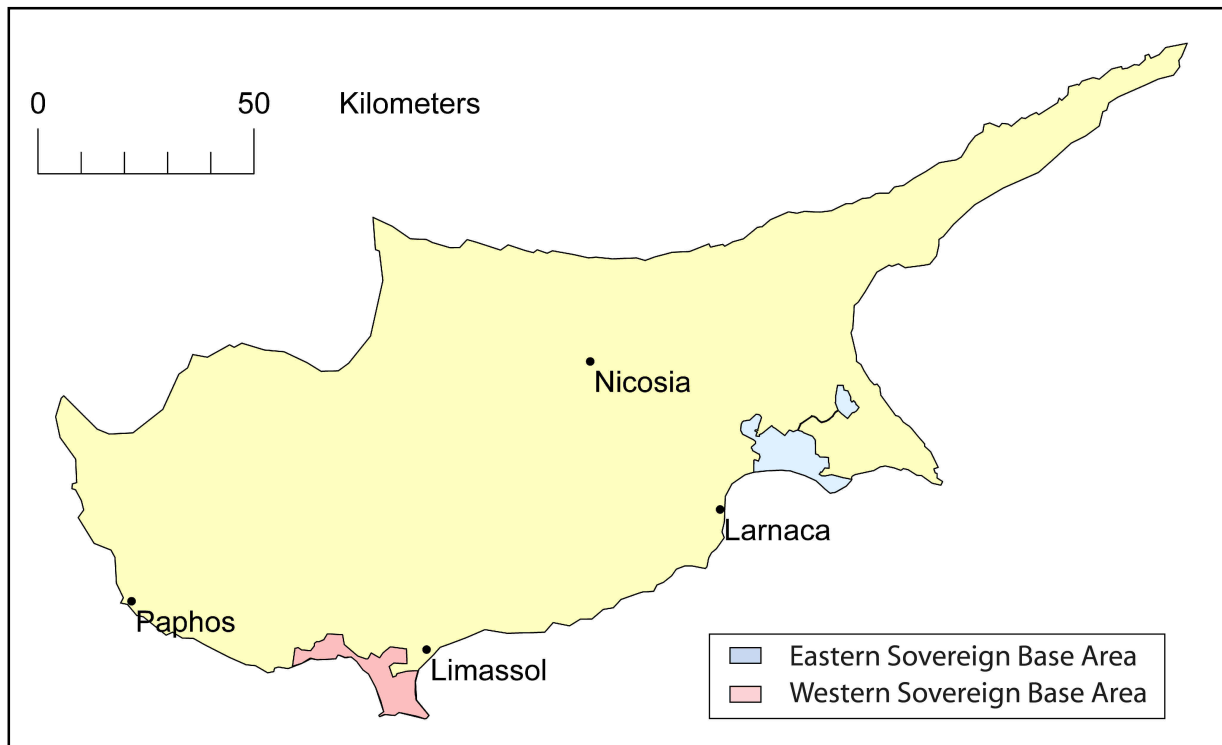 0 50 Kilometers
Nicosia
Larnaca
Paphos
Limassol
Eastern Sovereign Base Area
Western Sovereign Base Area